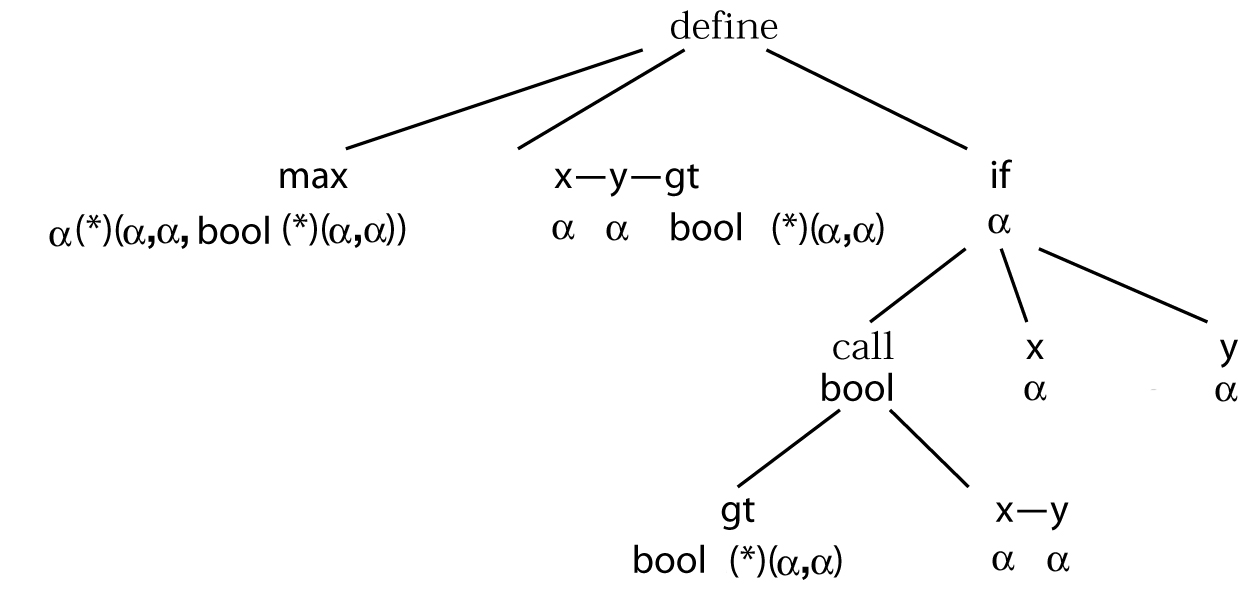 define
max x—y—gt if
α(*)(α,α, bool (*)(α,α)) α α bool (*)(α,α) α
call x y
bool α α
gt x—y
bool (*)(α,α) α α